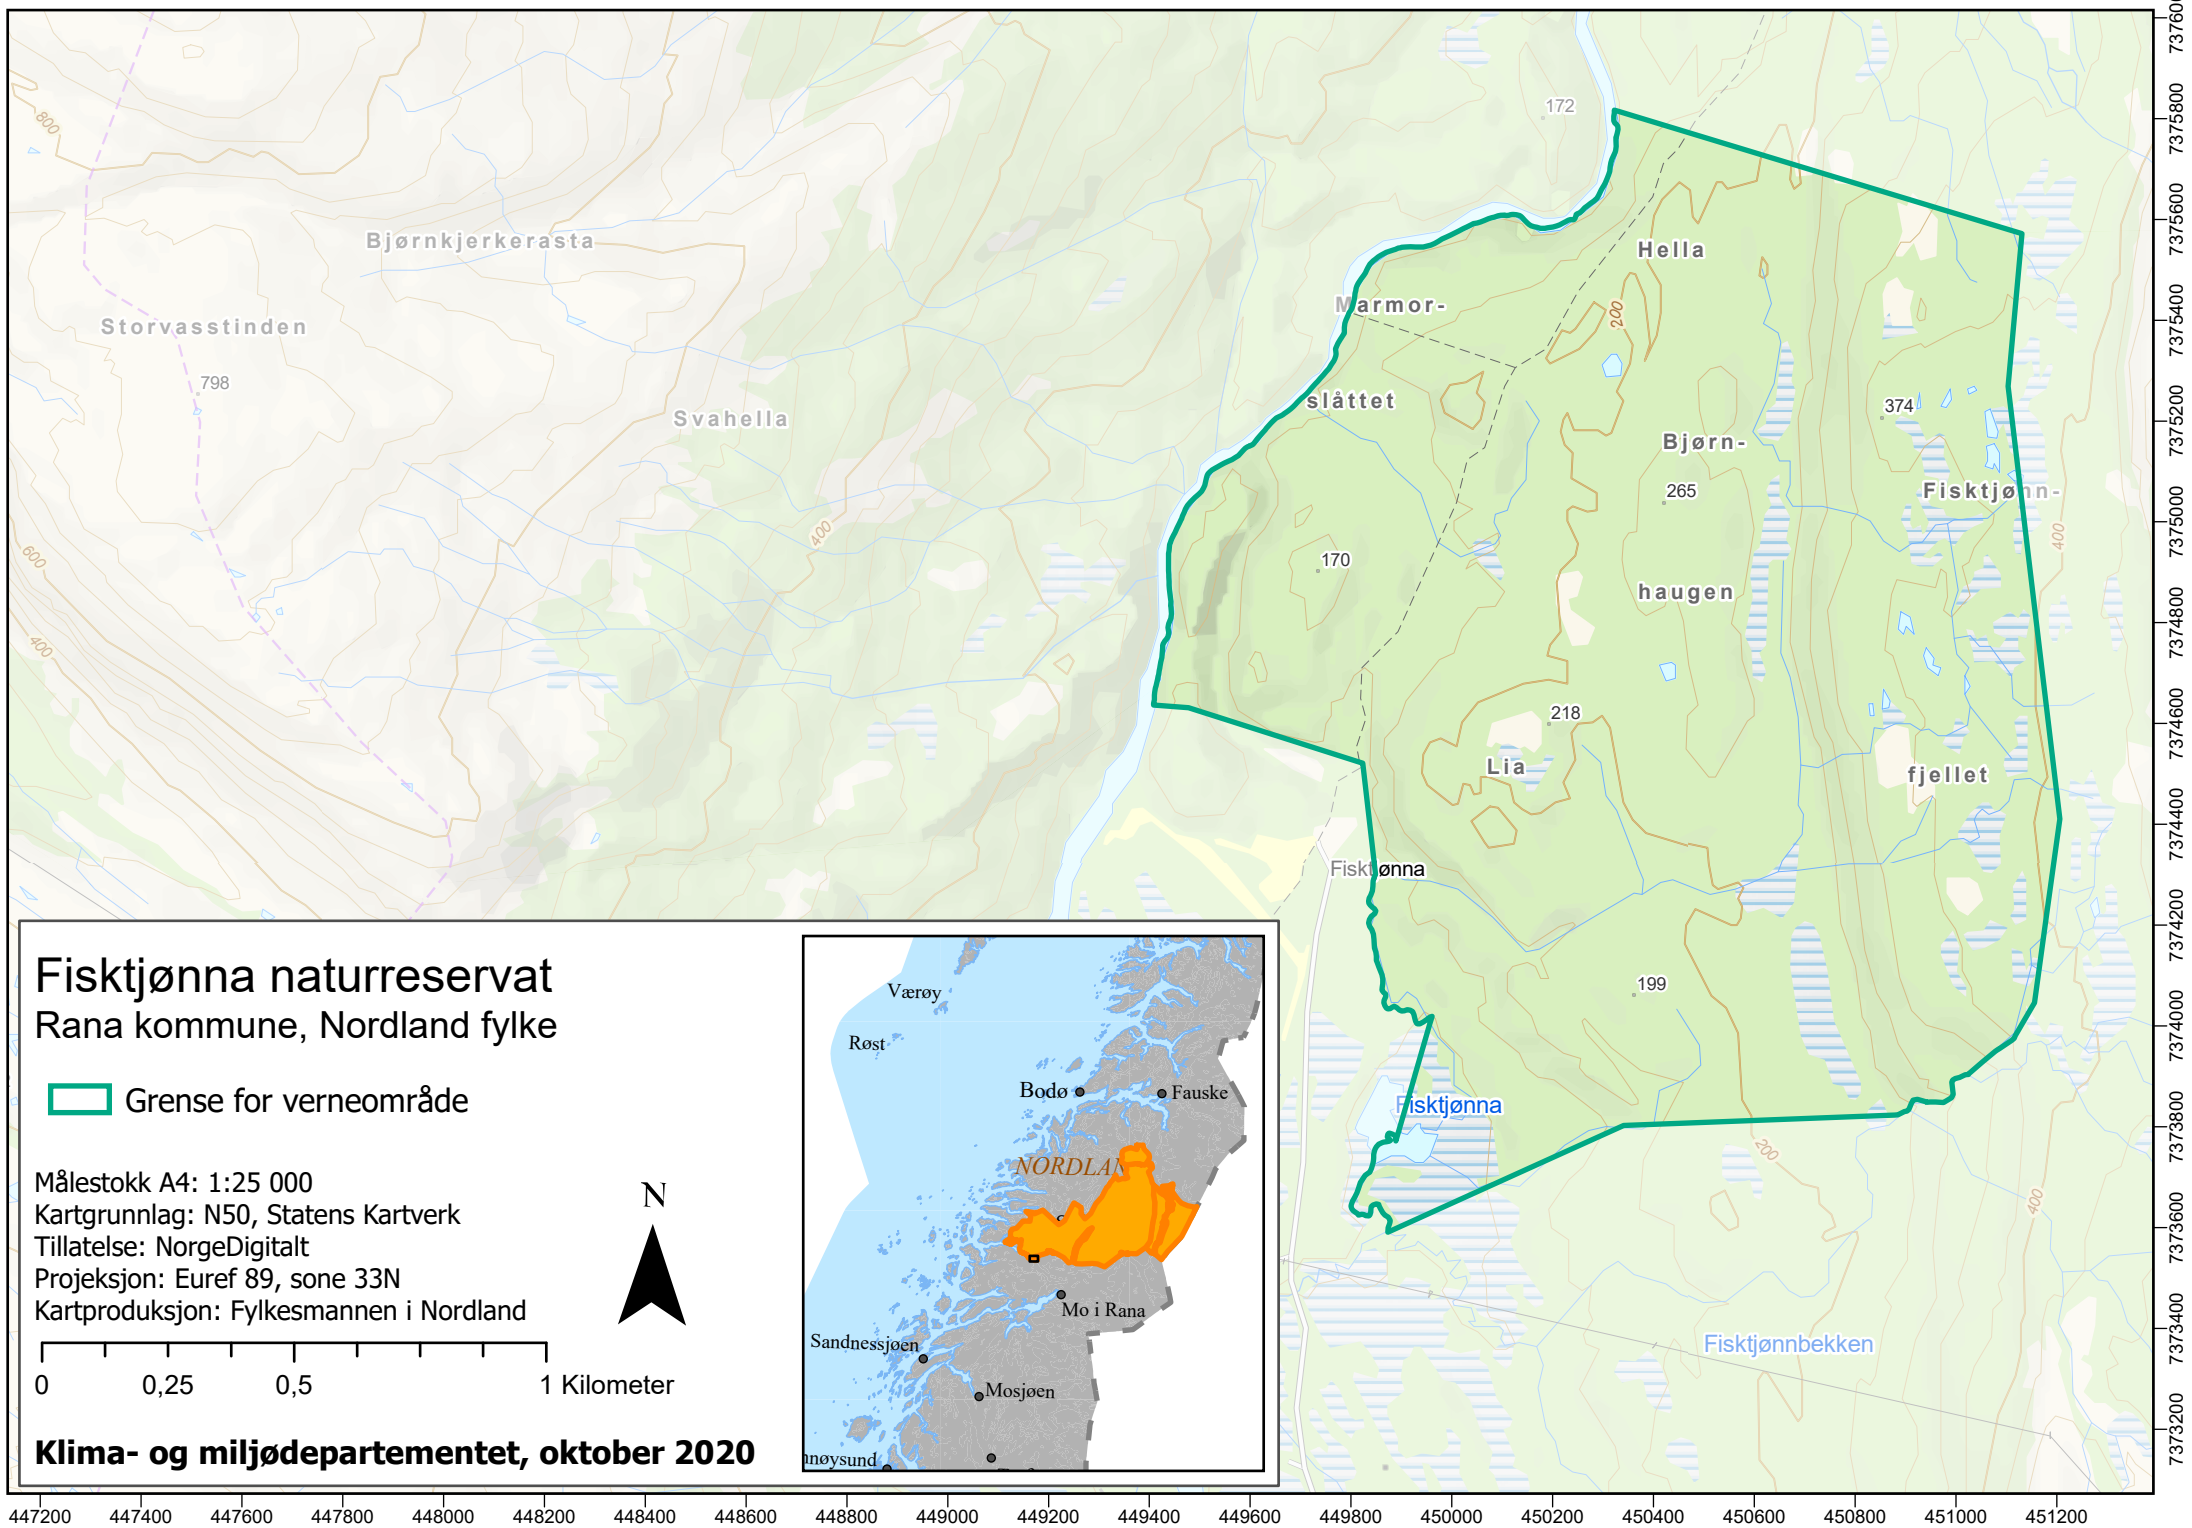 172
800
Bjørnkjerkerasta
Hella
Marmor-
Storvasstinden
200
798
slåttet
374
Svahella
Bjørn-
265
Fisktjønn-
400
400
600
170
haugen
400
218
Lia
fjellet
Fisktjønna
199
Fisktjønna
200
400
Fisktjønnbekken
Fisktjønna naturreservat
Rana kommune, Nordland fylke
Grense for verneområde
Målestokk A4: 1:25 000
Kartgrunnlag: N50, Statens Kartverk
Tillatelse: NorgeDigitalt
Projeksjon: Euref 89, sone 33N
Kartproduksjon: Fylkesmannen i Nordland
N
0 0,25 0,5 1 Kilometer
Klima- og miljødepartementet, oktober 2020
Værøy
Røst
Bodø
Fauske
NORDLAN
Mo i Rana
Sandnessjøen
Mosjøen
nnøysund
7375800
7375600
7375400
7375200
7375000
7374800
7374600
7374400
7374200
7374000
7373800
7373600
7373400
7373200
447200 447400 447600 447800 448000 448200 448400 448600 448800 449000 449200 449400 449600 449800 450000 450200 450400 450600 450800 451000 451200